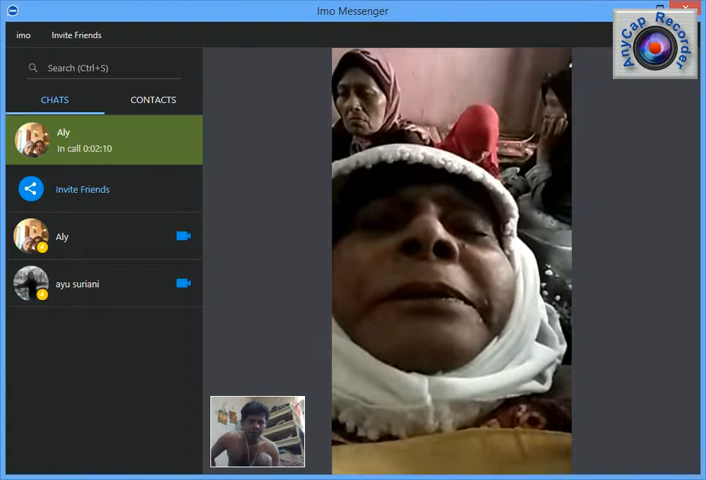 Imo Messenger
imo
Invite Friends
AnyCap Recorder
Search (Ctrl+S)
CHATS
CONTACTS
Aly
In call 0:02:10
Invite Friends
Aly
ayu suriani